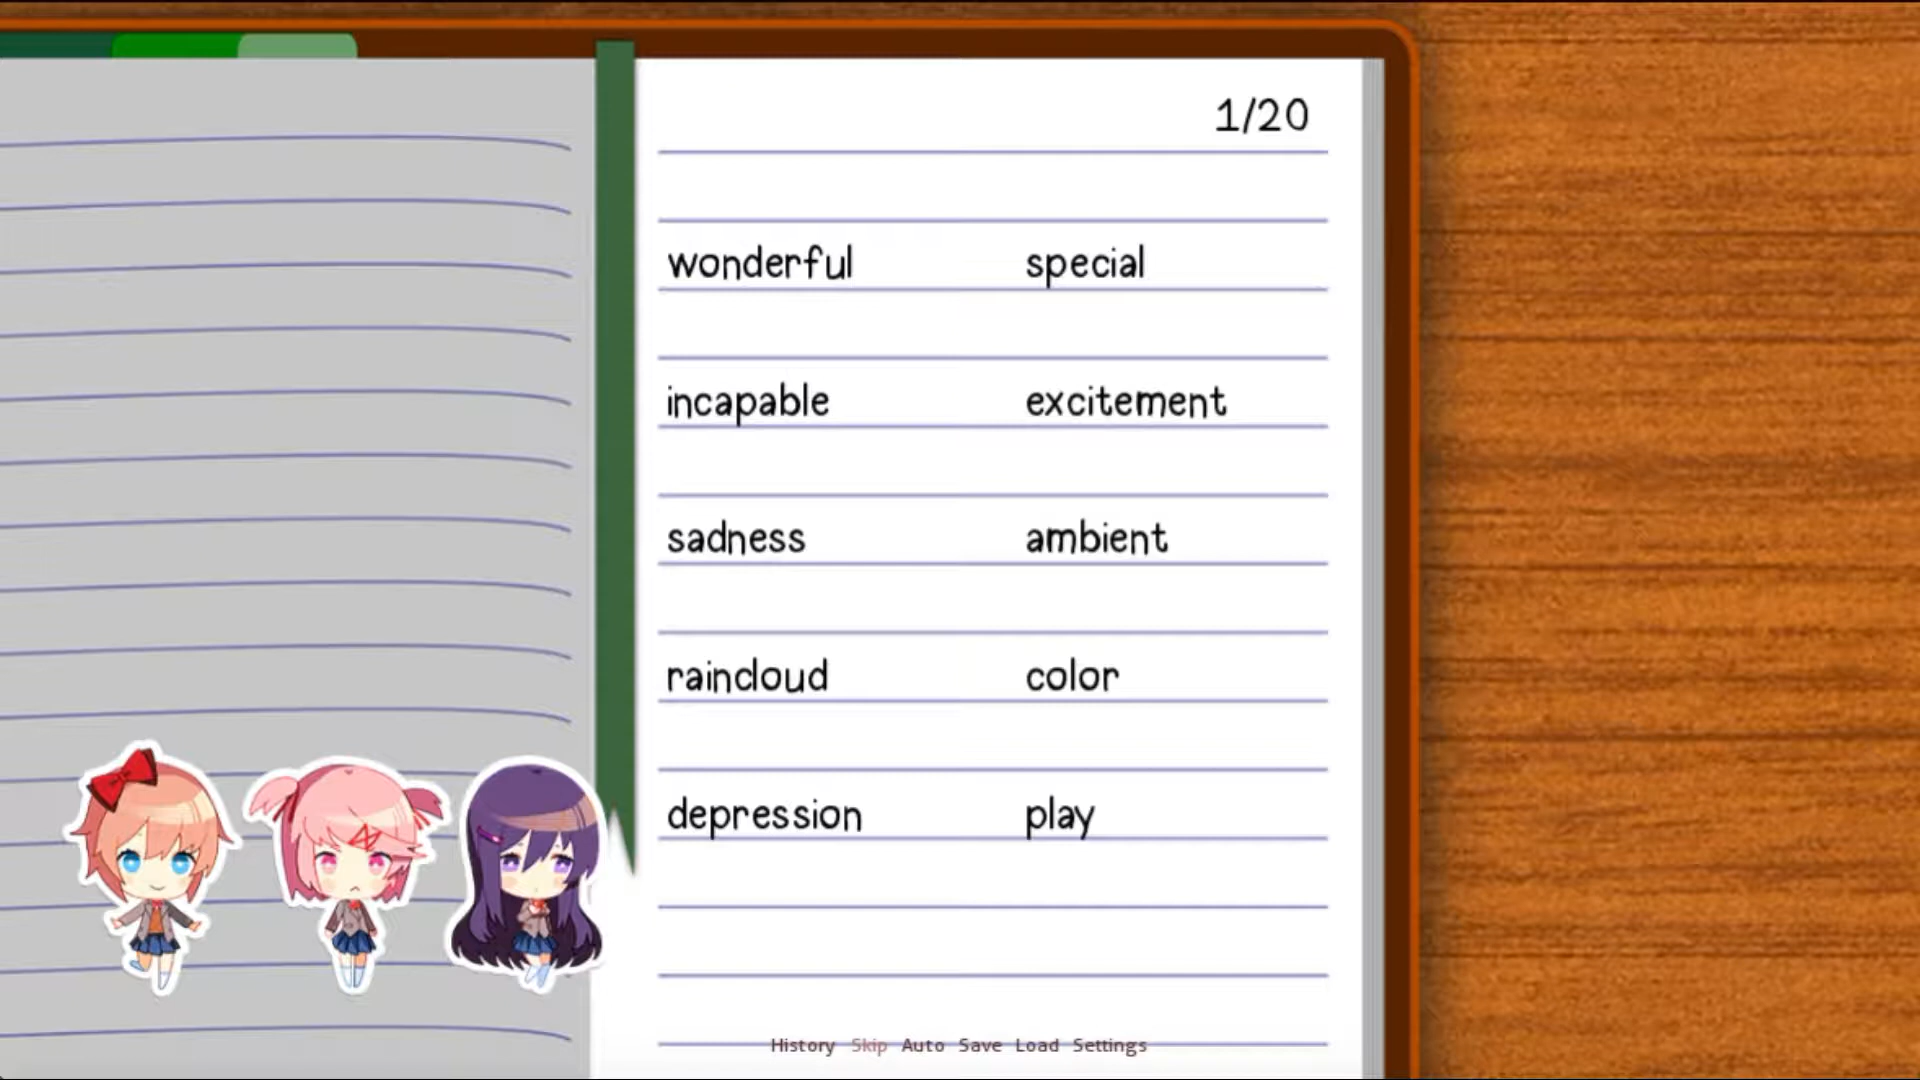 1/20
wonderful special
incapable excitement
sadness ambient
raincloud color
depression play
History Skip Auto Save Load Settings